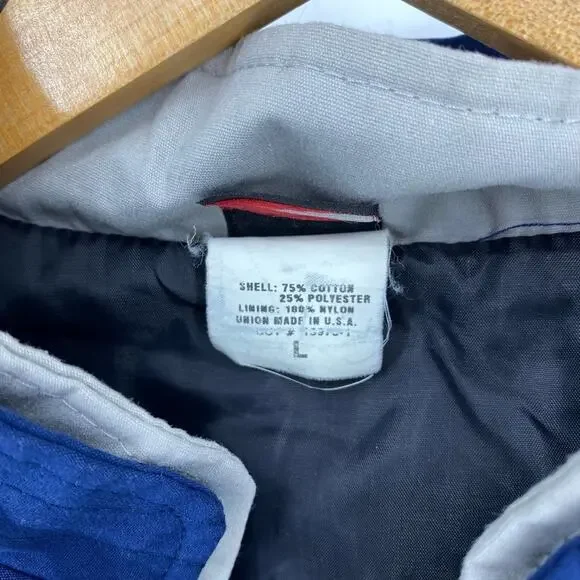 SHELL: 75% COTTON
25% POLYESTER
LINING: 100% NYLON
UNION MADE IN U.S.A.
L